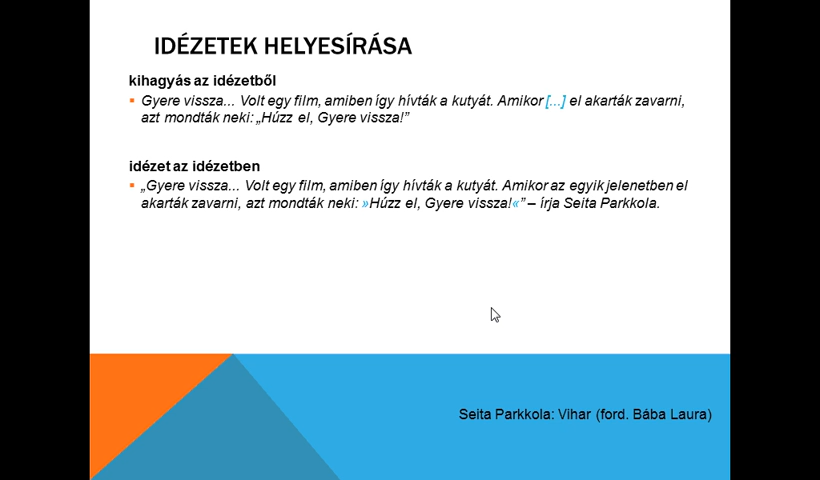 IDÉZETEK HELYESÍRÁSA
kihagyás az idézetből
▪ Gyere vissza... Volt egy film, amiben így hívták a kutyát. Amikor [...] el akarták zavarni,
azt mondták neki: „Húzz el, Gyere vissza!”
idézet az idézetben
▪ „Gyere vissza... Volt egy film, amiben így hívták a kutyát. Amikor az egyik jelenetben el
akarták zavarni, azt mondták neki: »Húzz el, Gyere vissza!«” – írja Seita Parkkola.
Seita Parkkola: Vihar (ford. Bába Laura)